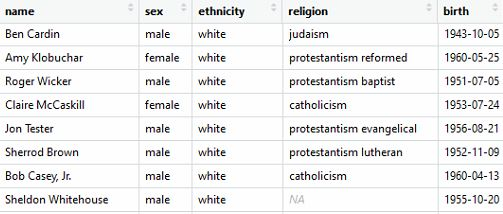 name sex ethnicity religion birth
Ben Cardin male white judaism 1943-10-05
Amy Klobuchar female white protestantism reformed 1960-05-25
Roger Wicker male white protestantism baptist 1951-07-05
Claire McCaskill female white catholicism 1953-07-24
Jon Tester male white protestantism evangelical 1956-08-21
Sherrod Brown male white protestantism lutheran 1952-11-09
Bob Casey, Jr. male white catholicism 1960-04-13
Sheldon Whitehouse male white NA 1955-10-20